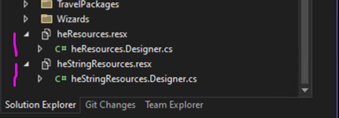 TravelPackages
Wizards
heResources.resx
C# heResources.Designer.cs
heStringResources.resx
C# heStringResources.Designer.cs
Solution Explorer Git Changes Team Explorer